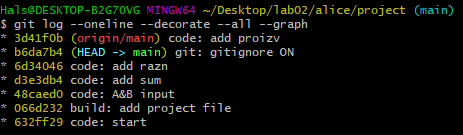 Hals@DESKTOP-B2G7OVG MINGW64 ~/Desktop/lab02/alice/project (main)
$ git log --oneline --decorate --all --graph
* 3d41f0b (origin/main) code: add proizv
* b6da7b4 (HEAD -> main) git: gitignore ON
* 6d34046 code: add razn
* d3e3db4 code: add sum
* 48caed0 code: A&B input
* 066d232 build: add project file
* 632ff29 code: start